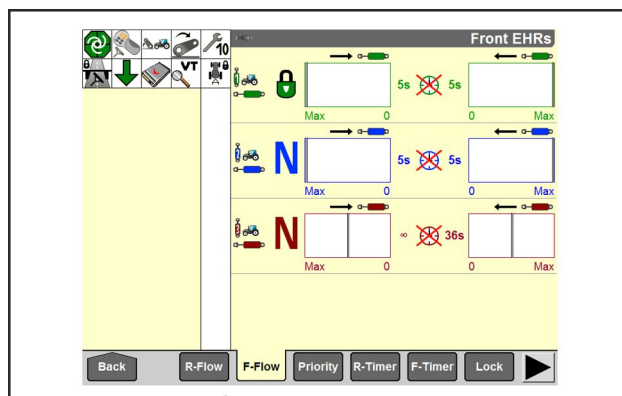 Front EHRs
10
VT
5s 5s
Max 0 0 Max
N 5s 5s
Max 0 0 Max
N ∞ 36s
Max 0 0 Max
Back R-Flow F-Flow Priority R-Timer F-Timer Lock